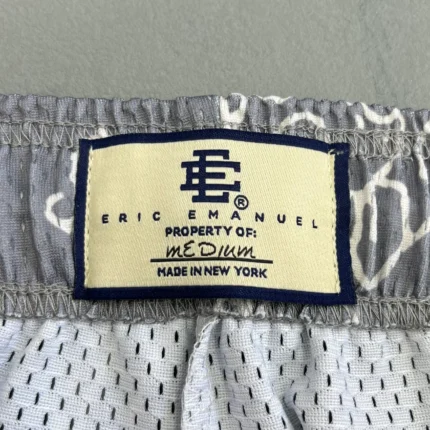 EE
®
ERIC EMANUEL
PROPERTY OF:
mEDIUM
MADE IN NEW YORK